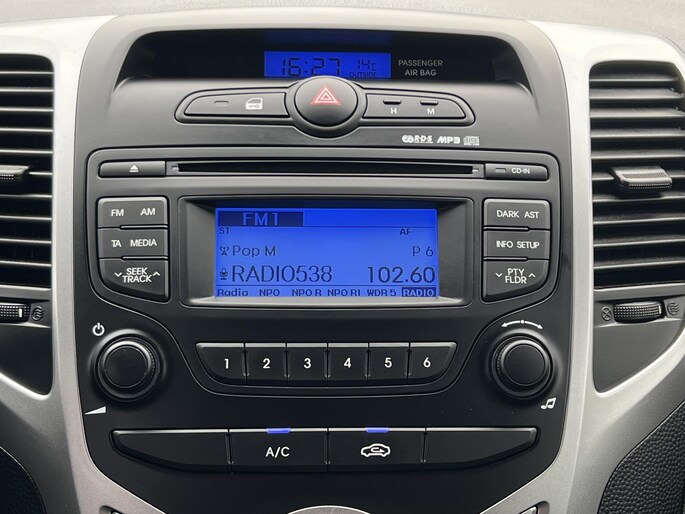 16:27 14c
OUTSIDE
PASSENGER
AIR BAG
H M
R·D·S MP3
CD-IN
FM AM
TA MEDIA
SEEK
TRACK
FM1
ST AF
Pop M P 6
RADIO538 102.60
Radio NPO NPO R NPO R1 WDR 5 RADIO
DARK AST
INFO SETUP
PTY
FLDR
1 2 3 4 5 6
A/C